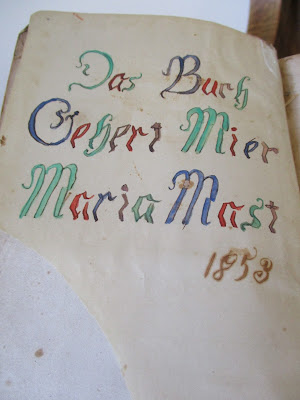 Das Buch
Gehert Mier
Maria Mast
1853